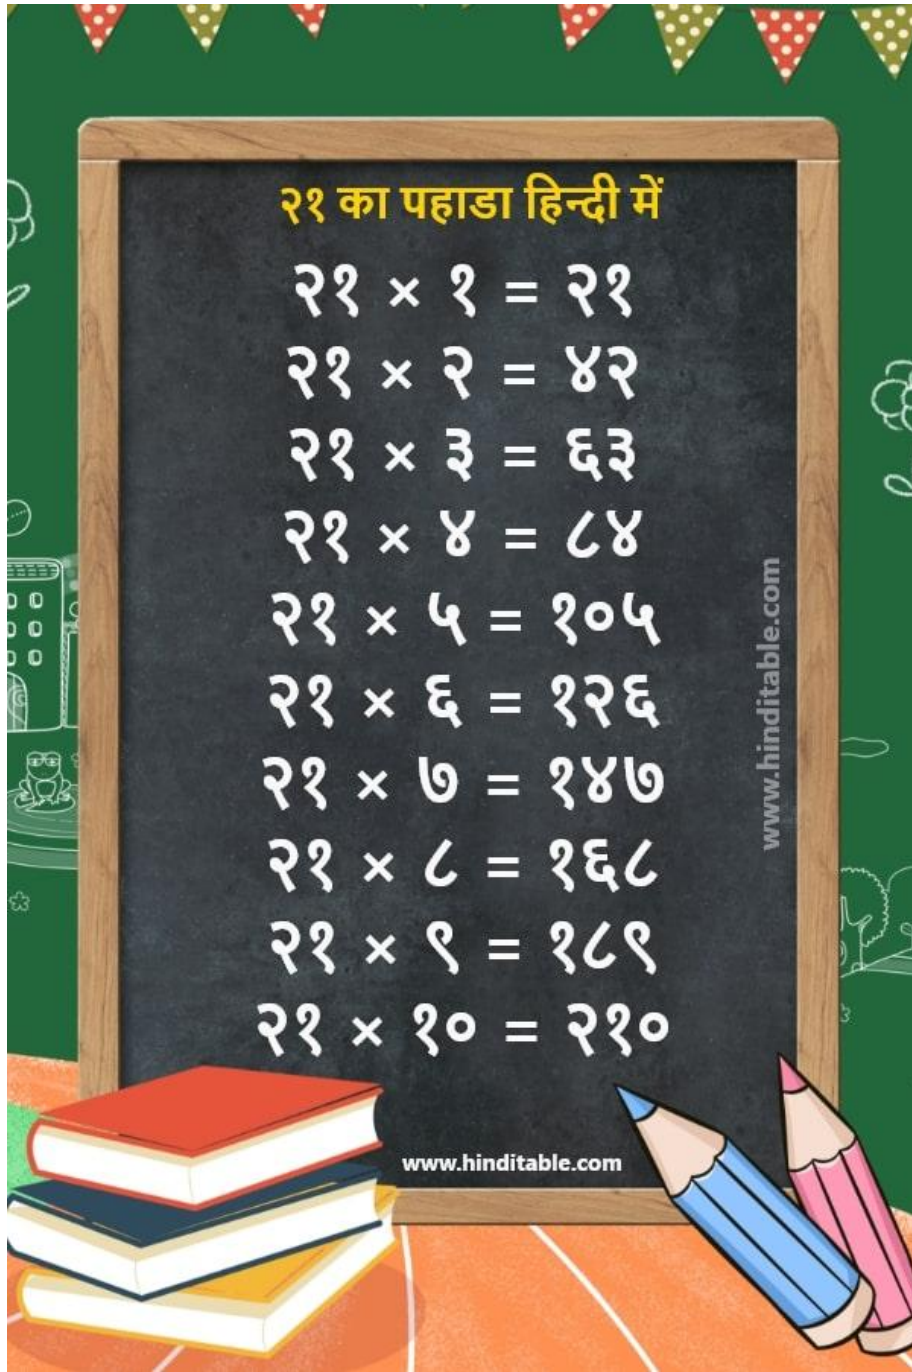 २१ का पहाडा हिन्दी में
२१ × १ = २१
२१ × २ = ४२
२१ × ३ = ६३
२१ × ४ = ८४
२१ × ५ = १०५
२१ × ६ = १२६
२१ × ७ = १४७
२१ × ८ = १६८
२१ × ९ = १८९
२१ × १० = २१०
www.hinditable.com
www.hinditable.com